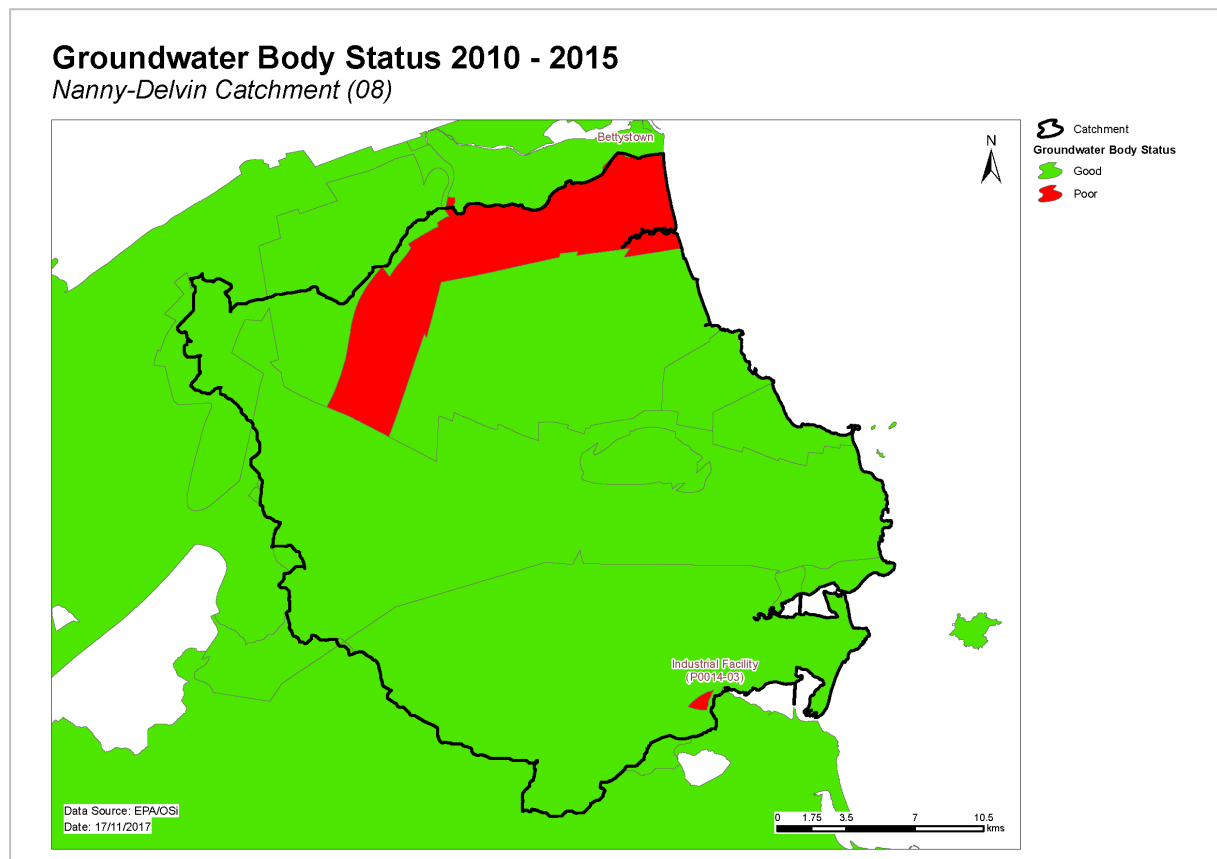 Groundwater Body Status 2010 - 2015
Nanny-Delvin Catchment (08)
Bettystown
N
Catchment
Groundwater Body Status
Good
Poor
Industrial Facility
(P0014-03)
Data Source: EPA/OSi
Date: 17/11/2017
0 1.75 3.5 7 10.5
kms